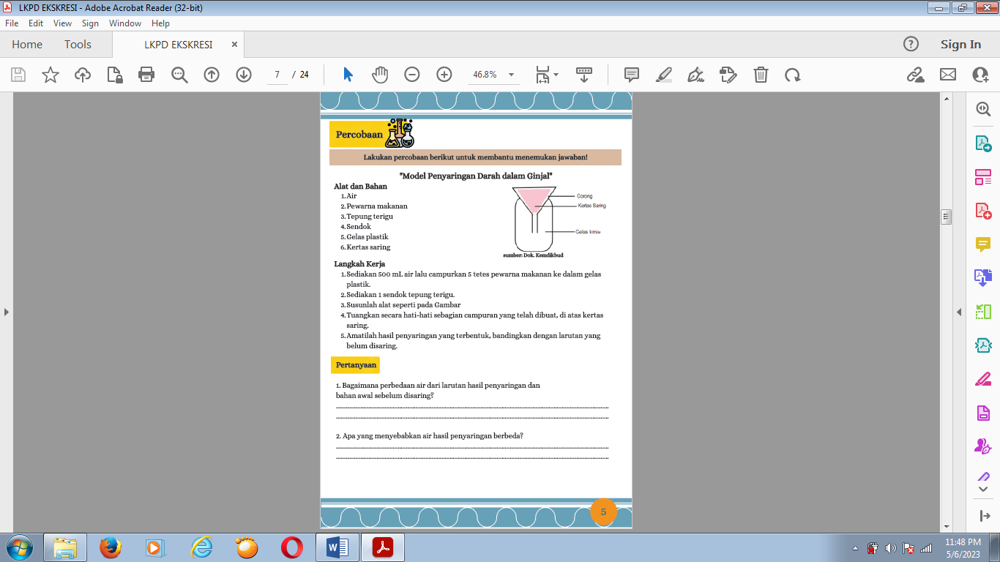 LKPD EKSKRESI - Adobe Acrobat Reader (32-bit)
File Edit View Sign Window Help
Home Tools LKPD EKSKRESI × ? Sign In
7 / 24 46.8%
Percobaan
Lakukan percobaan berikut untuk membantu menemukan jawaban!
"Model Penyaringan Darah dalam Ginjal"
Alat dan Bahan
1. Air
2. Pewarna makanan
3. Tepung terigu
4. Sendok
5. Gelas plastik
6. Kertas saring
Corong
Kertas Saring
Gelas kimia
sumber: Dok. Kemdikbud
Langkah Kerja
1. Sediakan 500 mL air lalu campurkan 5 tetes pewarna makanan ke dalam gelas
plastik.
2. Sediakan 1 sendok tepung terigu.
3. Susunlah alat seperti pada Gambar
4. Tuangkan secara hati-hati sebagian campuran yang telah dibuat, di atas kertas
saring.
5. Amatilah hasil penyaringan yang terbentuk, bandingkan dengan larutan yang
belum disaring.
Pertanyaan
1. Bagaimana perbedaan air dari larutan hasil penyaringan dan
bahan awal sebelum disaring?
2. Apa yang menyebabkan air hasil penyaringan berbeda?
5
11:48 PM
5/6/2023